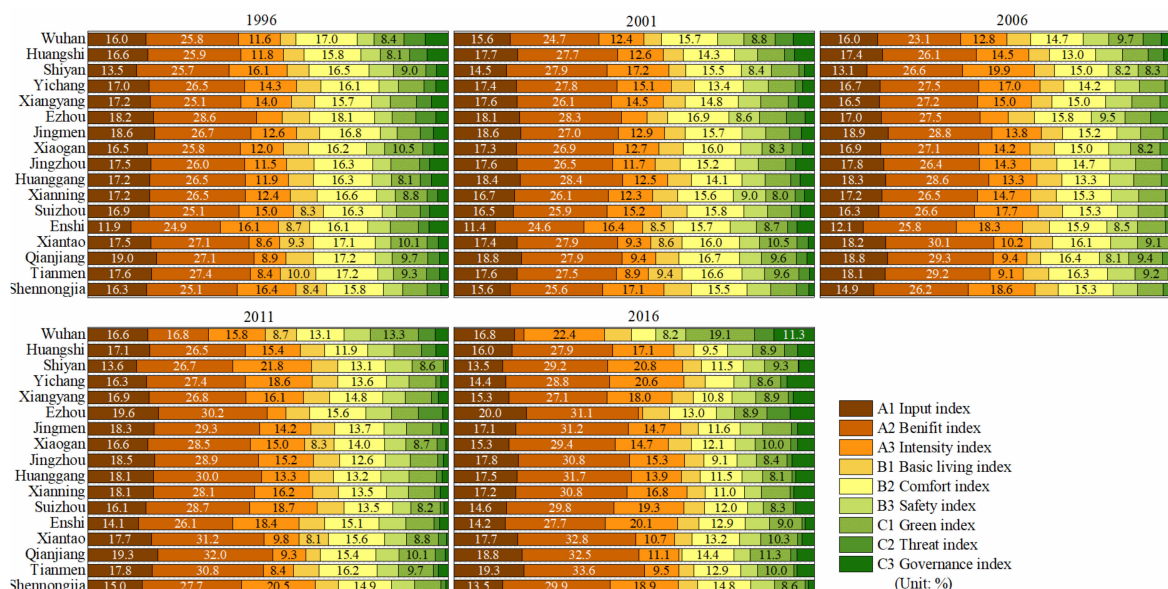 1996
2001
2006
Wuhan 16.0 25.8 11.6 17.0 8.4 15.6 24.7 12.4 15.7 8.8 16.0 23.1 12.8 14.7 9.7
Huangshi 16.6 25.9 11.8 15.8 8.1 17.7 27.7 12.6 14.3 17.4 26.1 14.5 13.0
Shiyan 13.5 25.7 16.1 16.5 9.0 14.5 27.9 17.2 15.5 8.4 13.1 26.6 19.9 15.0 8.2 8.3
Yichang 17.0 26.5 14.3 16.1 17.4 27.8 15.1 13.4 16.7 27.5 17.0 14.2
Xiangyang 17.2 25.1 14.0 15.7 17.6 26.1 14.5 14.8 16.5 27.2 15.0 15.0
Ezhou 18.2 28.6 18.1 18.1 28.3 16.9 8.6 17.0 27.5 15.8 9.5
Jingmen 18.6 26.7 12.6 16.8 18.6 27.0 12.9 15.7 18.9 28.8 13.8 15.2
Xiaogan 16.5 25.8 12.0 16.2 10.5 17.3 26.9 12.7 16.0 8.3 16.9 27.1 14.2 15.0 8.2
Jingzhou 17.5 26.0 11.5 16.3 17.6 26.5 11.7 15.2 17.8 26.4 14.3 14.7
Huanggang 17.2 26.5 11.9 16.3 8.1 18.4 28.4 12.5 14.1 18.3 28.6 13.3 13.3
Xianning 17.2 26.5 12.4 16.6 8.8 16.7 26.1 12.3 15.6 9.0 8.0 17.2 26.5 14.7 15.3
Suizhou 16.9 25.1 15.0 8.3 16.3 16.5 25.9 15.2 15.8 16.3 26.6 17.7 15.3
Enshi 11.9 24.9 16.1 8.7 16.1 11.4 24.6 16.4 8.5 15.7 8.7 12.1 25.8 18.3 15.9 8.5
Xiantao 17.5 27.1 8.6 9.3 17.1 10.1 17.4 27.9 9.3 8.6 16.0 10.5 18.2 30.1 10.2 16.1 9.1
Qianjiang 19.0 27.1 8.9 17.2 9.7 18.8 27.9 9.4 16.7 9.6 18.8 29.3 9.4 16.4 8.1 9.4
Tianmen 17.6 27.4 8.4 10.0 17.2 9.3 17.6 27.5 8.9 9.4 16.6 9.6 18.1 29.2 9.1 16.3 9.2
Shennongjia 16.3 25.1 16.4 8.4 15.8 15.6 25.6 17.1 15.5 14.9 26.2 18.6 15.3
2011
2016
Wuhan 16.6 16.8 15.8 8.7 13.1 13.3 16.8 22.4 8.2 19.1 11.3
Huangshi 17.1 26.5 15.4 11.9 16.0 27.9 17.1 9.5 8.9
Shiyan 13.6 26.7 21.8 13.1 8.6 13.5 29.2 20.8 11.5 9.3
Yichang 16.3 27.4 18.6 13.6 14.4 28.8 20.6 8.6
Xiangyang 16.9 26.8 16.1 14.8 15.3 27.1 18.0 10.8 8.9
Ezhou 19.6 30.2 15.6 20.0 31.1 13.0 8.9
Jingmen 18.3 29.3 14.2 13.7 17.1 31.2 14.7 11.6
Xiaogan 16.6 28.5 15.0 8.3 14.0 8.7 15.3 29.4 14.7 12.1 10.0
Jingzhou 18.5 28.9 15.2 12.6 17.8 30.8 15.3 9.1 8.4
Huanggang 18.1 30.0 13.3 13.2 17.5 31.7 13.9 11.5 8.1
Xianning 18.1 28.1 16.2 13.5 17.2 30.8 16.8 11.0
Suizhou 16.1 28.7 18.7 13.5 8.2 14.6 29.8 19.3 12.0 8.3
Enshi 14.1 26.1 18.4 15.1 14.2 27.7 20.1 12.9 9.0
Xiantao 17.7 31.2 9.8 8.1 15.6 8.8 17.7 32.8 10.7 13.2 10.3
Qianjiang 19.3 32.0 9.3 15.4 10.1 18.8 32.5 11.1 14.4 11.3
Tianmen 17.8 30.8 8.4 16.2 9.7 19.3 33.6 9.5 12.9 10.0
Shennongjia 15.0 27.7 20.5 14.9 13.5 29.9 18.9 14.8 8.6
A1 Input index
A2 Benifit index
A3 Intensity index
B1 Basic living index
B2 Comfort index
B3 Safety index
C1 Green index
C2 Threat index
C3 Governance index
(Unit: %)